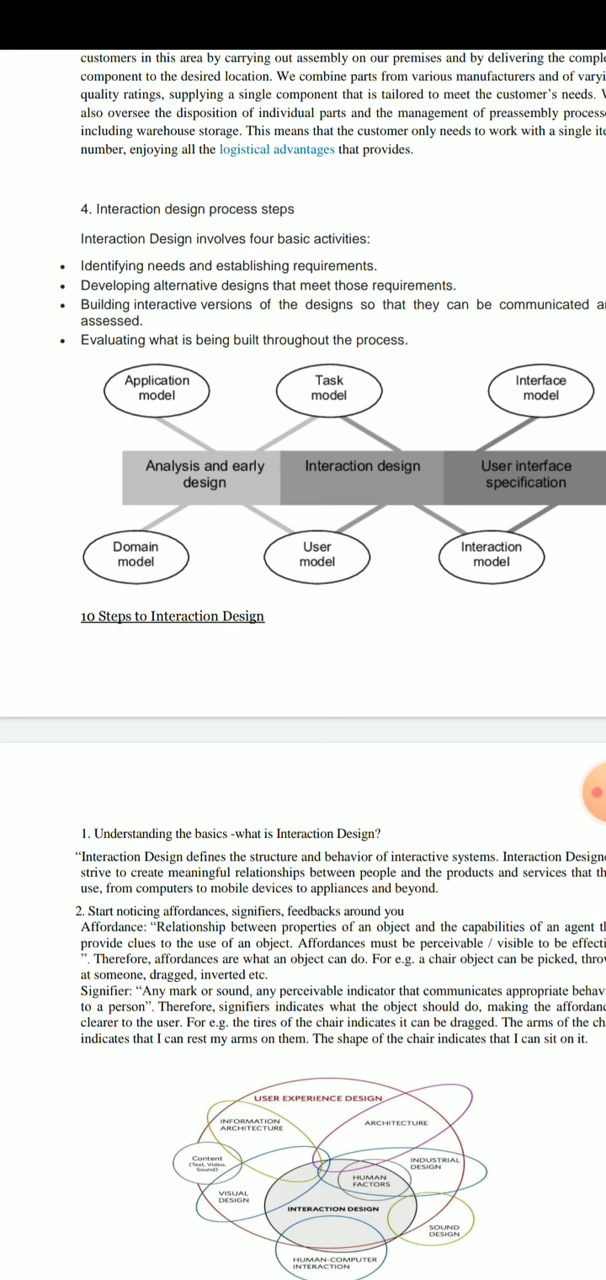 customers in this area by carrying out assembly on our premises and by delivering the comple
component to the desired location. We combine parts from various manufacturers and of varyi
quality ratings, supplying a single component that is tailored to meet the customer's needs.
also oversee the disposition of individual parts and the management of preassembly process
including warehouse storage. This means that the customer only needs to work with a single ite
number, enjoying all the logistical advantages that provides.
4. Interaction design process steps
Interaction Design involves four basic activities:
• Identifying needs and establishing requirements.
• Developing alternative designs that meet those requirements.
• Building interactive versions of the designs so that they can be communicated a
assessed.
• Evaluating what is being built throughout the process.
Application
model
Task
model
Interface
model
Analysis and early
design
Interaction design
User interface
specification
Domain
model
User
model
Interaction
model
10 Steps to Interaction Design
1. Understanding the basics -what is Interaction Design?
“Interaction Design defines the structure and behavior of interactive systems. Interaction Design
strive to create meaningful relationships between people and the products and services that th
use, from computers to mobile devices to appliances and beyond.
2. Start noticing affordances, signifiers, feedbacks around you
Affordance: “Relationship between properties of an object and the capabilities of an agent th
provide clues to the use of an object. Affordances must be perceivable / visible to be effecti
”. Therefore, affordances are what an object can do. For e.g. a chair object can be picked, thro
at someone, dragged, inverted etc.
Signifier: “Any mark or sound, any perceivable indicator that communicates appropriate behav
to a person”. Therefore, signifiers indicates what the object should do, making the affordanc
clearer to the user. For e.g. the tires of the chair indicates it can be dragged. The arms of the ch
indicates that I can rest my arms on them. The shape of the chair indicates that I can sit on it.
USER EXPERIENCE DESIGN
INFORMATION
ARCHITECTURE
ARCHITECTURE
Content
(Text, Video,
Sound)
INDUSTRIAL
DESIGN
HUMAN
FACTORS
VISUAL
DESIGN
INTERACTION DESIGN
SOUND
DESIGN
HUMAN-COMPUTER
INTERACTION